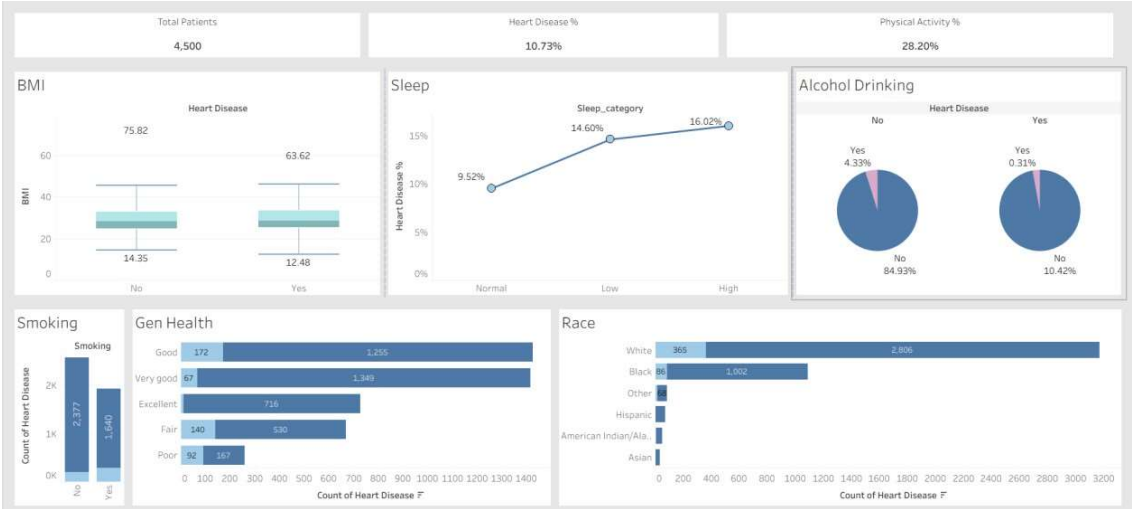 Total Patients
4,500
Heart Disease %
10.73%
Physical Activity %
28.20%
BMI
Heart Disease
75.82
63.62
60
40
20
0
BMI
14.35
12.48
No
Yes
Sleep
Sleep_category
15%
10%
5%
0%
Heart Disease %
9.52%
14.60%
16.02%
Normal
Low
High
Alcohol Drinking
Heart Disease
No
Yes
Yes
4.33%
Yes
0.31%
No
84.93%
No
10.42%
Smoking
Smoking
2K
1K
0K
Count of Heart Disease
2,377
1,640
No
Yes
Gen Health
Good 172 1,255
Very good 67 1,349
Excellent 716
Fair 140 530
Poor 92 167
0 100 200 300 400 500 600 700 800 900 1000 1100 1200 1300 1400
Count of Heart Disease
Race
White 365 2,806
Black 86 1,002
Other 68
Hispanic
American Indian/Ala..
Asian
0 200 400 600 800 1000 1200 1400 1600 1800 2000 2200 2400 2600 2800 3000 3200
Count of Heart Disease